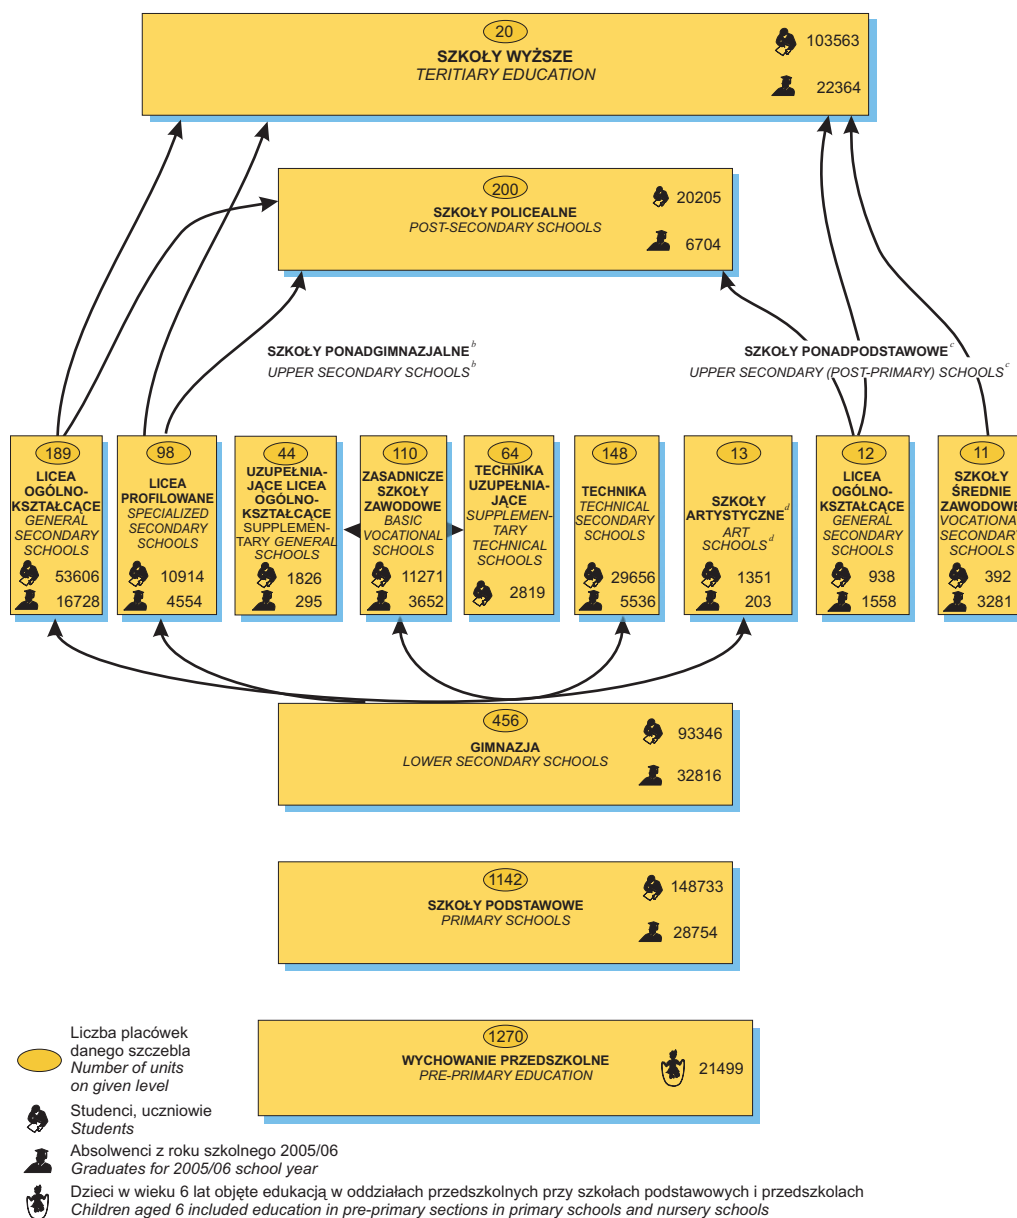 20
SZKOŁY WYŻSZE
TERITIARY EDUCATION
103563
22364
200
SZKOŁY POLICEALNE
POST-SECONDARY SCHOOLS
20205
6704
SZKOŁY PONADGIMNAZJALNE b
UPPER SECONDARY SCHOOLS b
SZKOŁY PONADPODSTAWOWE c
UPPER SECONDARY (POST-PRIMARY) SCHOOLS c
189
LICEA
OGÓLNO-
KSZTAŁCĄCE
GENERAL
SECONDARY
SCHOOLS
53606
16728
98
LICEA
PROFILOWANE
SPECIALIZED
SECONDARY
SCHOOLS
10914
4554
44
UZUPEŁNIA-
JĄCE LICEA
OGÓLNO-
KSZTAŁCĄCE
SUPPLEMEN-
TARY GENERAL
SCHOOLS
1826
295
110
ZASADNICZE
SZKOŁY
ZAWODOWE
BASIC
VOCATIONAL
SCHOOLS
11271
3652
64
TECHNIKA
UZUPEŁNIA-
JĄCE
SUPPLEMEN-
TARY
TECHNICAL
SCHOOLS
2819
148
TECHNIKA
TECHNICAL
SECONDARY
SCHOOLS
29656
5536
13
SZKOŁY
ARTYSTYCZNE d
ART
SCHOOLS d
1351
203
12
LICEA
OGÓLNO-
KSZTAŁCĄCE
GENERAL
SECONDARY
SCHOOLS
938
1558
11
SZKOŁY
ŚREDNIE
ZAWODOWE
VOCATIONAL
SECONDARY
SCHOOLS
392
3281
456
GIMNAZJA
LOWER SECONDARY SCHOOLS
93346
32816
1142
SZKOŁY PODSTAWOWE
PRIMARY SCHOOLS
148733
28754
1270
WYCHOWANIE PRZEDSZKOLNE
PRE-PRIMARY EDUCATION
21499
Liczba placówek
danego szczebla
Number of units
on given level
Studenci, uczniowie
Students
Absolwenci z roku szkolnego 2005/06
Graduates for 2005/06 school year
Dzieci w wieku 6 lat objęte edukacją w oddziałach przedszkolnych przy szkołach podstawowych i przedszkolach
Children aged 6 included education in pre-primary sections in primary schools and nursery schools